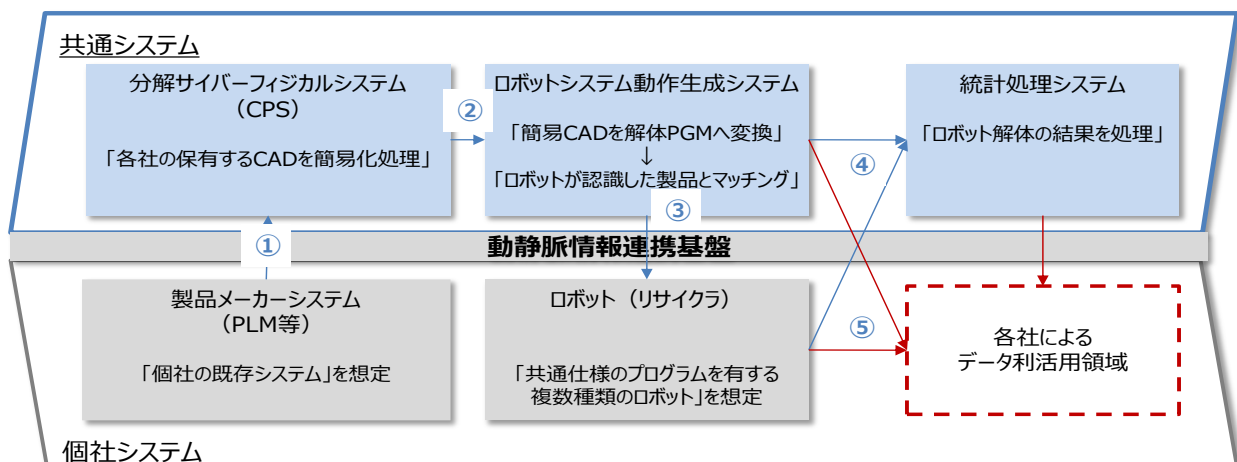 共通システム
分解サイバーフィジカルシステム
（CPS）
「各社の保有するCADを簡易化処理」
②
ロボットシステム動作生成システム
「簡易CADを解体PGMへ変換」
↓
「ロボットが認識した製品とマッチング」
③
統計処理システム
「ロボット解体の結果を処理」
④
①
動静脈情報連携基盤
製品メーカーシステム
（PLM等）
「個社の既存システム」を想定
ロボット（リサイクラ）
「共通仕様のプログラムを有する
複数種類のロボット」を想定
⑤
各社による
データ利活用領域
個社システム